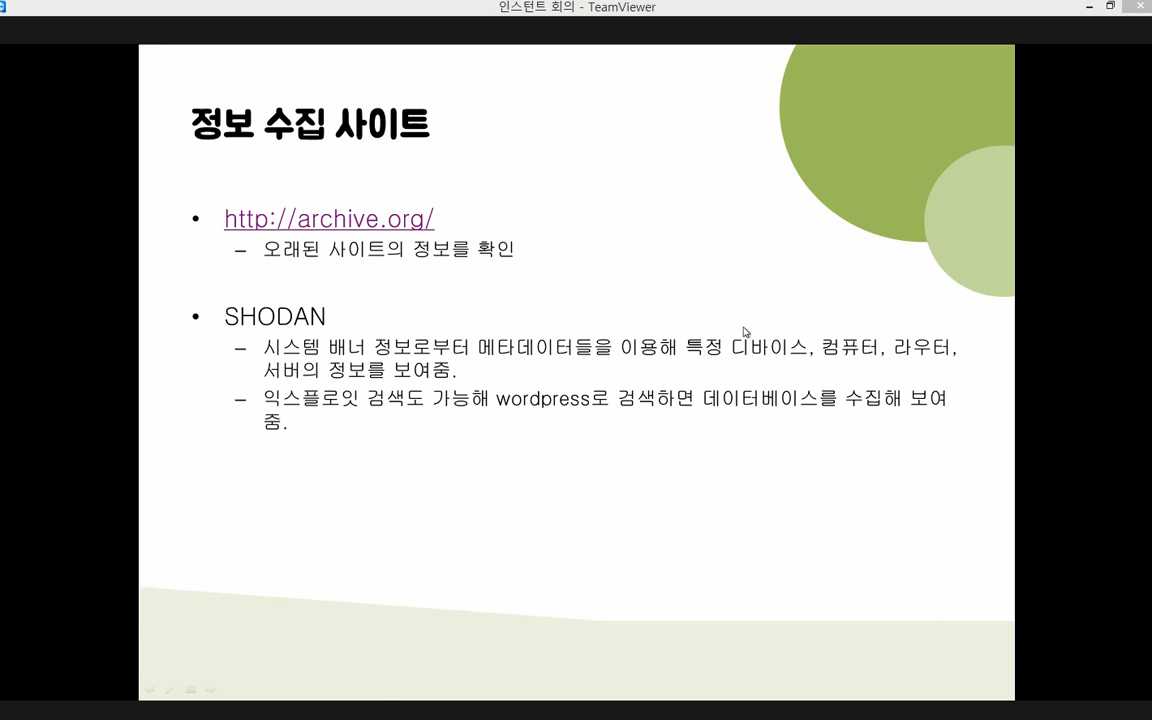 인스턴트 회의 - TeamViewer
정보 수집 사이트
• http://archive.org/
– 오래된 사이트의 정보를 확인
• SHODAN
– 시스템 배너 정보로부터 메타데이터들을 이용해 특정 디바이스, 컴퓨터, 라우터,
서버의 정보를 보여줌.
– 익스플로잇 검색도 가능해 wordpress로 검색하면 데이터베이스를 수집해 보여
줌.